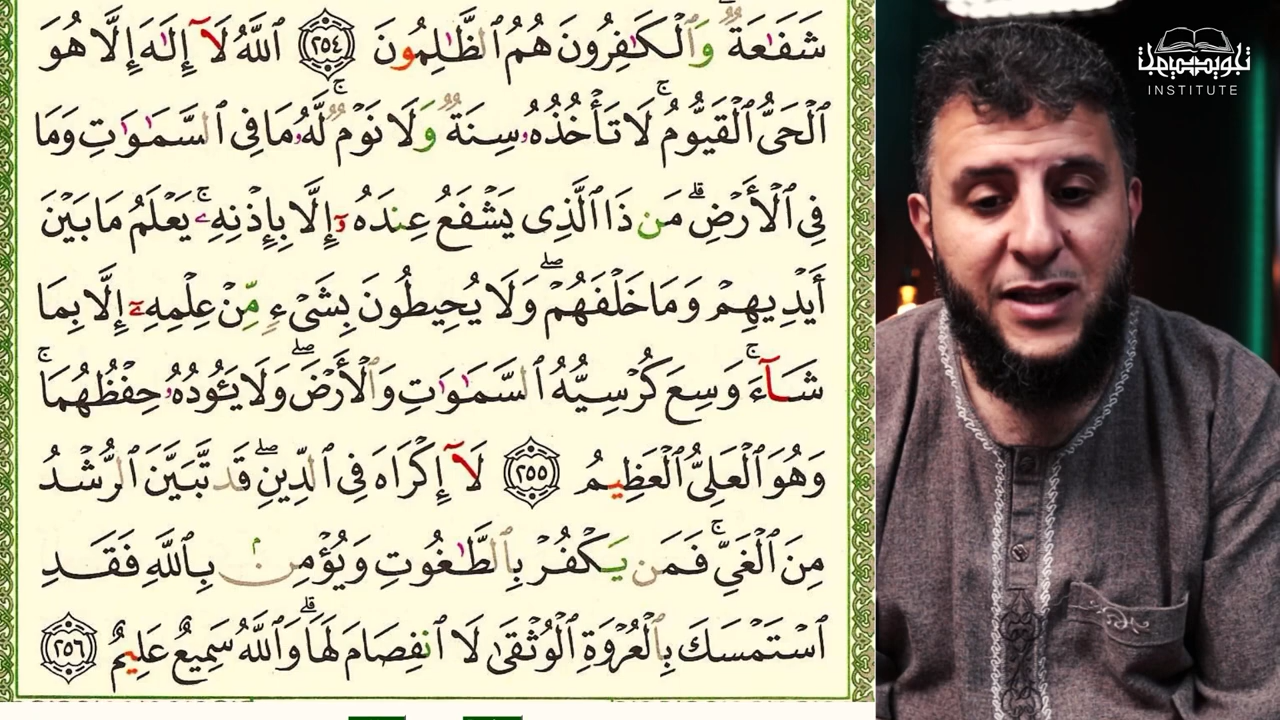 شَفَٰعَةٌۗ وَٱلۡكَٰفِرُونَ هُمُ ٱلظَّٰلِمُونَ ٢٥٤ ٱللَّهُ لَآ إِلَٰهَ إِلَّا هُوَ
ٱلۡحَيُّ ٱلۡقَيُّومُۚ لَا تَأۡخُذُهُۥ سِنَةٌ وَلَا نَوۡمٌۚ لَّهُۥ مَا فِي ٱلسَّمَٰوَٰتِ وَمَا
فِي ٱلۡأَرۡضِۗ مَن ذَا ٱلَّذِي يَشۡفَعُ عِندَهُۥٓ إِلَّا بِإِذۡنِهِۦۚ يَعۡلَمُ مَا بَيۡنَ
أَيۡدِيهِمۡ وَمَا خَلۡفَهُمۡۖ وَلَا يُحِيطُونَ بِشَيۡءٍ مِّنۡ عِلۡمِهِۦٓ إِلَّا بِمَا
شَآءَۚ وَسِعَ كُرۡسِيُّهُ ٱلسَّمَٰوَٰتِ وَٱلۡأَرۡضَۖ وَلَا يَـُٔودُهُۥ حِفۡظُهُمَاۚ
وَهُوَ ٱلۡعَلِيُّ ٱلۡعَظِيمُ ٢٥٥ لَآ إِكۡرَاهَ فِي ٱلدِّينِۖ قَد تَّبَيَّنَ ٱلرُّشۡدُ
مِنَ ٱلۡغَيِّۚ فَمَن يَكۡفُرۡ بِٱلطَّٰغُوتِ وَيُؤۡمِنۢ بِٱللَّهِ فَقَدِ
ٱسۡتَمۡسَكَ بِٱلۡعُرۡوَةِ ٱلۡوُثۡقَىٰ لَا ٱنفِصَامَ لَهَاۗ وَٱللَّهُ سَمِيعٌ عَلِيمٌ ٢٥٦
INSTITUTE